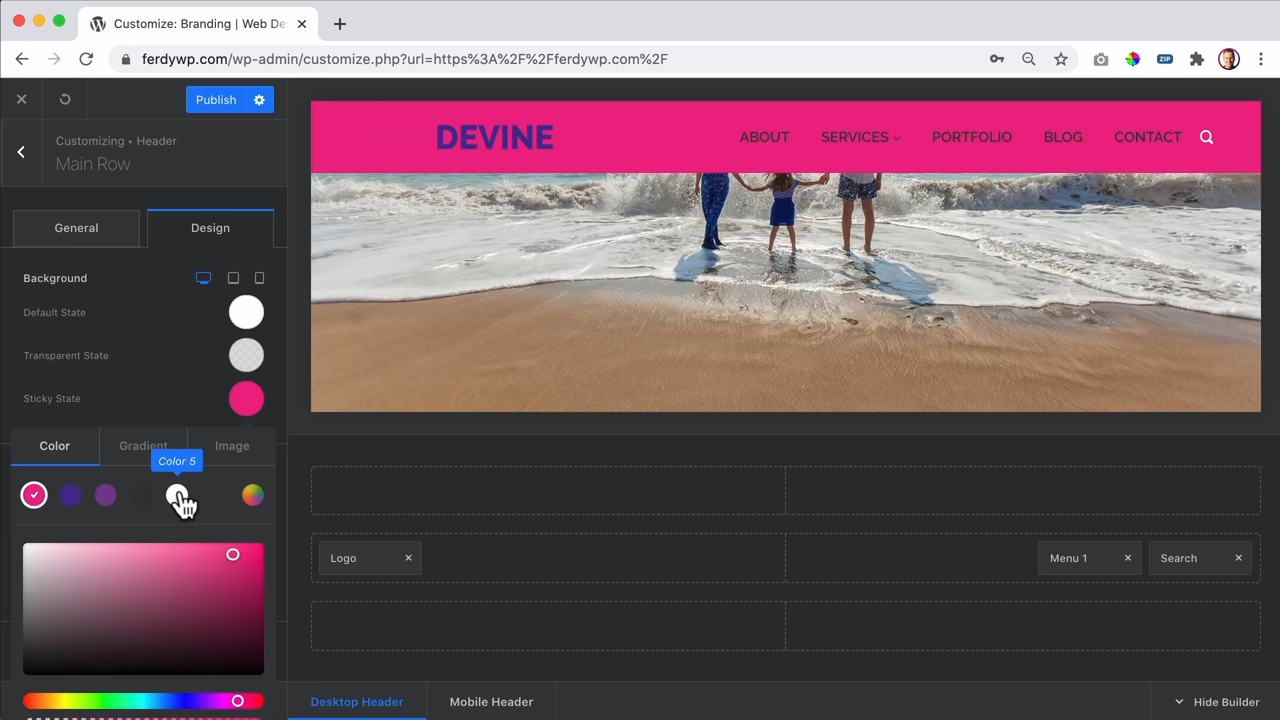 Customize: Branding | Web De
ferdywp.com/wp-admin/customize.php?url=https%3A%2F%2Fferdywp.com%2F
ZIP
Publish
Customizing • Header
Main Row
General
Design
Background
Default State
Transparent State
Sticky State
Color
Gradient
Image
Color 5
DEVINE
ABOUT
SERVICES
PORTFOLIO
BLOG
CONTACT
Logo
Menu 1
Search
Desktop Header
Mobile Header
Hide Builder